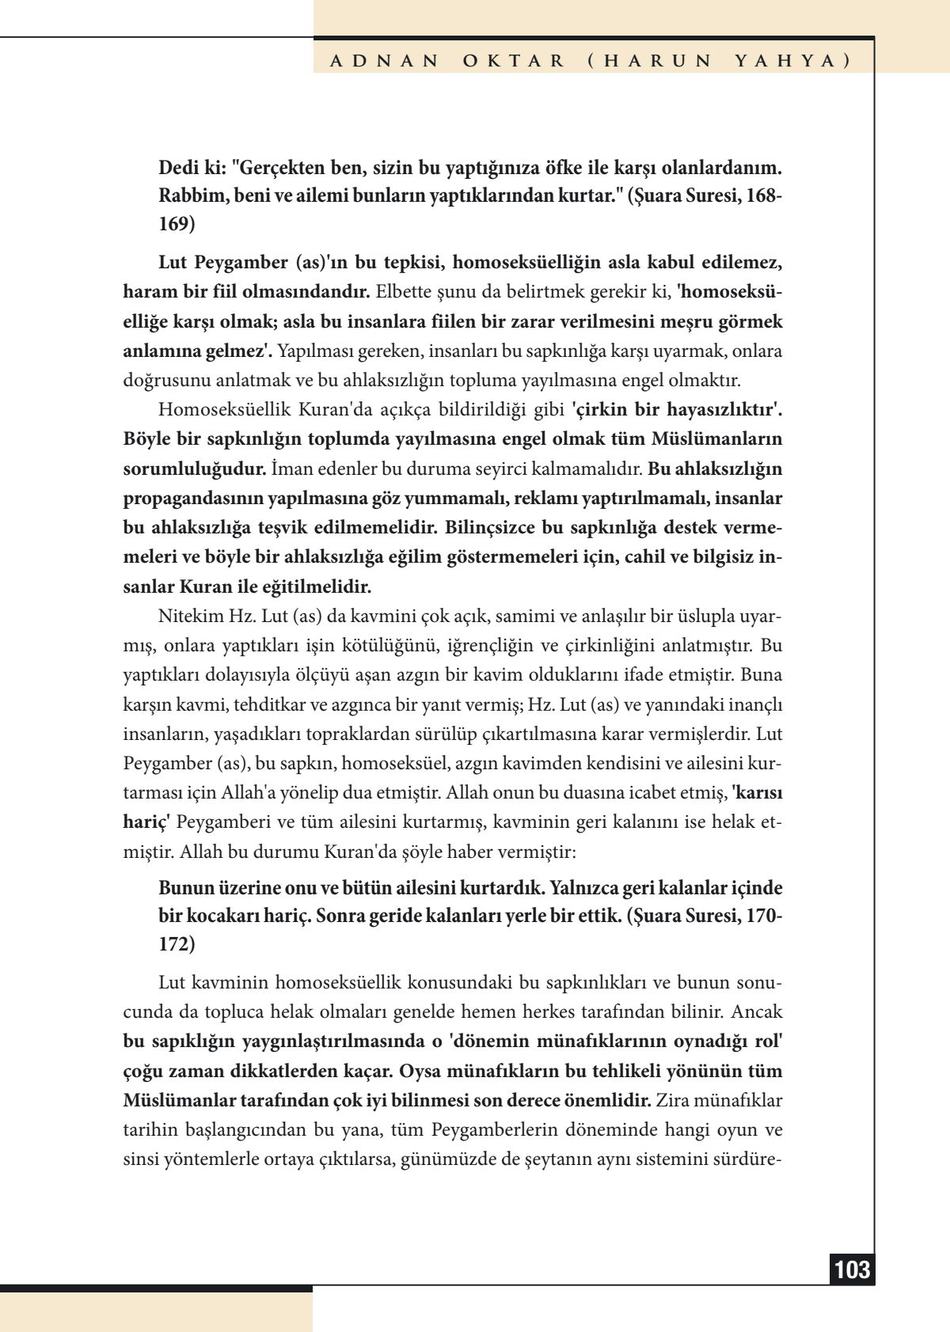 ADNAN OKTAR (HARUN YAHYA)
Dedi ki: "Gerçekten ben, sizin bu yaptığınıza öfke ile karşı olanlardanım.
Rabbim, beni ve ailemi bunların yaptıklarından kurtar." (Şuara Suresi, 168-
169)
Lut Peygamber (as)'ın bu tepkisi, homoseksüelliğin asla kabul edilemez,
haram bir fiil olmasındandır. Elbette şunu da belirtmek gerekir ki, 'homoseksü-
elliğe karşı olmak; asla bu insanlara fiilen bir zarar verilmesini meşru görmek
anlamına gelmez'. Yapılması gereken, insanları bu sapkınlığa karşı uyarmak, onlara
doğrusunu anlatmak ve bu ahlaksızlığın topluma yayılmasına engel olmaktır.
Homoseksüellik Kuran'da açıkça bildirildiği gibi 'çirkin bir hayasızlıktır'.
Böyle bir sapkınlığın toplumda yayılmasına engel olmak tüm Müslümanların
sorumluluğudur. İman edenler bu duruma seyirci kalmamalıdır. Bu ahlaksızlığın
propagandasının yapılmasına göz yummamalı, reklamı yaptırılmamalı, insanlar
bu ahlaksızlığa teşvik edilmemelidir. Bilinçsizce bu sapkınlığa destek verme-
meleri ve böyle bir ahlaksızlığa eğilim göstermemeleri için, cahil ve bilgisiz in-
sanlar Kuran ile eğitilmelidir.
Nitekim Hz. Lut (as) da kavmini çok açık, samimi ve anlaşılır bir üslupla uyar-
mış, onlara yaptıkları işin kötülüğünü, iğrençliğin ve çirkinliğini anlatmıştır. Bu
yaptıkları dolayısıyla ölçüyü aşan azgın bir kavim olduklarını ifade etmiştir. Buna
karşın kavmi, tehditkar ve azgınca bir yanıt vermiş; Hz. Lut (as) ve yanındaki inançlı
insanların, yaşadıkları topraklardan sürülüp çıkartılmasına karar vermişlerdir. Lut
Peygamber (as), bu sapkın, homoseksüel, azgın kavimden kendisini ve ailesini kur-
tarması için Allah'a yönelip dua etmiştir. Allah onun bu duasına icabet etmiş, 'karısı
hariç' Peygamberi ve tüm ailesini kurtarmış, kavminin geri kalanını ise helak et-
miştir. Allah bu durumu Kuran'da şöyle haber vermiştir:
Bunun üzerine onu ve bütün ailesini kurtardık. Yalnızca geri kalanlar içinde
bir kocakarı hariç. Sonra geride kalanları yerle bir ettik. (Şuara Suresi, 170-
172)
Lut kavminin homoseksüellik konusundaki bu sapkınlıkları ve bunun sonu-
cunda da topluca helak olmaları genelde hemen herkes tarafından bilinir. Ancak
bu sapıklığın yaygınlaştırılmasında o 'dönemin münafıklarının oynadığı rol'
çoğu zaman dikkatlerden kaçar. Oysa münafıkların bu tehlikeli yönünün tüm
Müslümanlar tarafından çok iyi bilinmesi son derece önemlidir. Zira münafıklar
tarihin başlangıcından bu yana, tüm Peygamberlerin döneminde hangi oyun ve
sinsi yöntemlerle ortaya çıktılarsa, günümüzde de şeytanın aynı sistemini sürdüre-
103